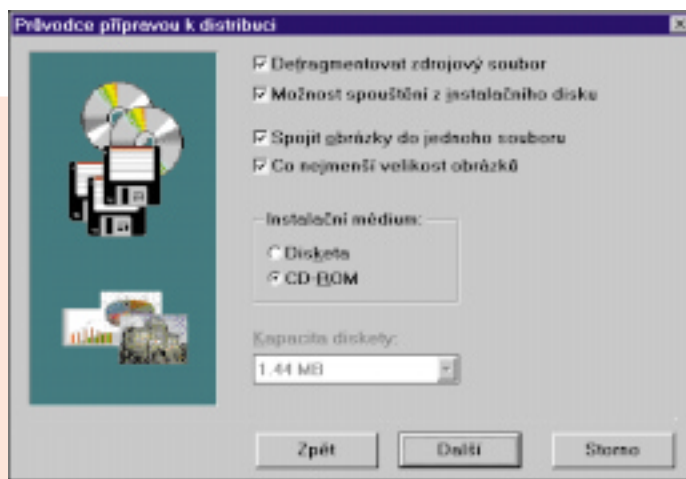 Průvodce přípravou k distribuci
Defragmentovat zdrojový soubor
Možnost spouštění z instalačního disku
Spojit obrázky do jednoho souboru
Co nejmenší velikost obrázků
Instalační médium:
Disketa
CD-ROM
Kapacita diskety:
1.44 MB
Zpět
Další
Storno